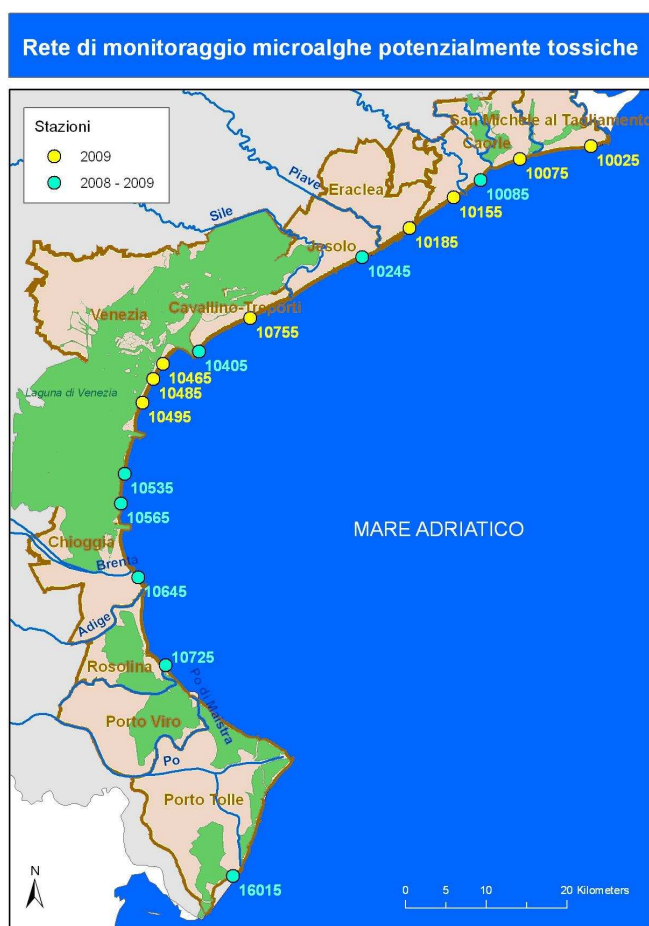 Rete di monitoraggio microalghe potenzialmente tossiche
Stazioni
2009
2008 - 2009
San Michele al Tagliamento
Caorle
10025
10075
10085
Piave
Eraclea
10155
Sile
10185
Jesolo
10245
Cavallino-Treporti
Venezia
10755
10405
10465
10485
Laguna di Venezia
10495
10535
10565
MARE ADRIATICO
Chioggia
Brenta
10645
Adige
10725
Rosolina
Po di Maistra
Porto Viro
Po
Porto Tolle
16015
N
0 5 10 20 Kilometers